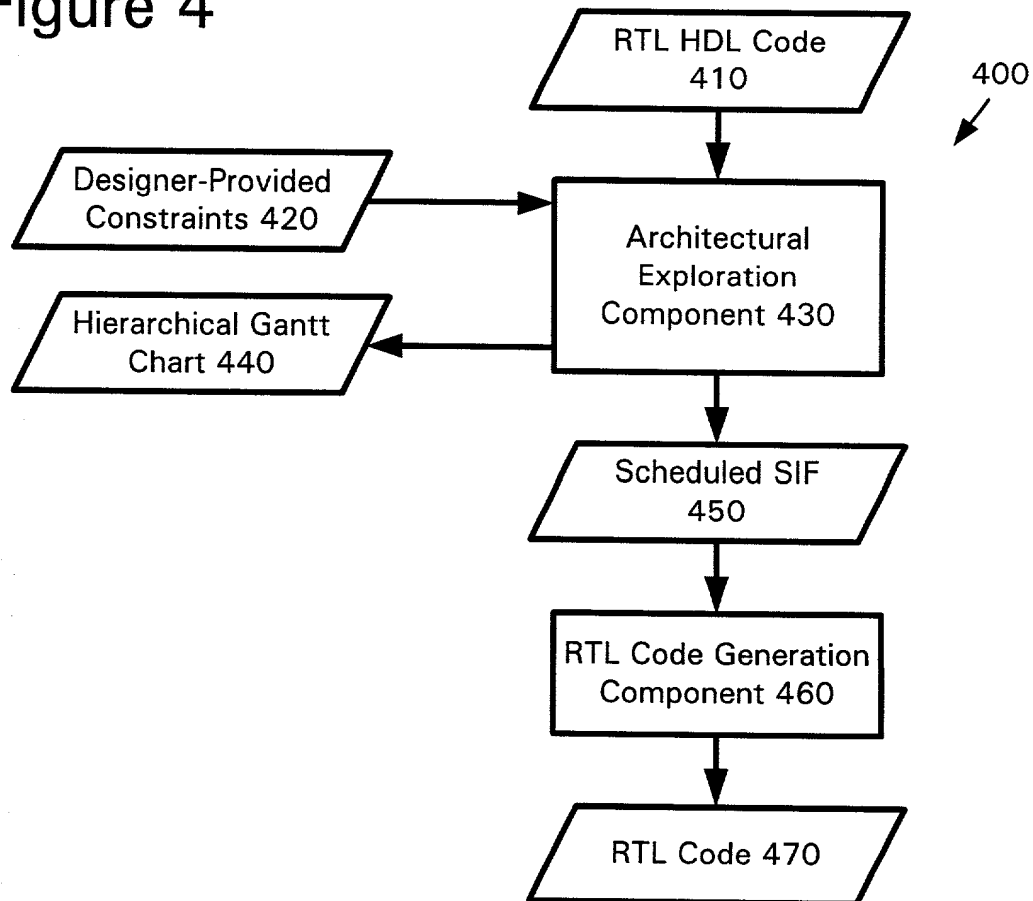 Figure 4
RTL HDL Code
410
400
Designer-Provided
Constraints 420
Architectural
Exploration
Component 430
Hierarchical Gantt
Chart 440
Scheduled SIF
450
RTL Code Generation
Component 460
RTL Code 470